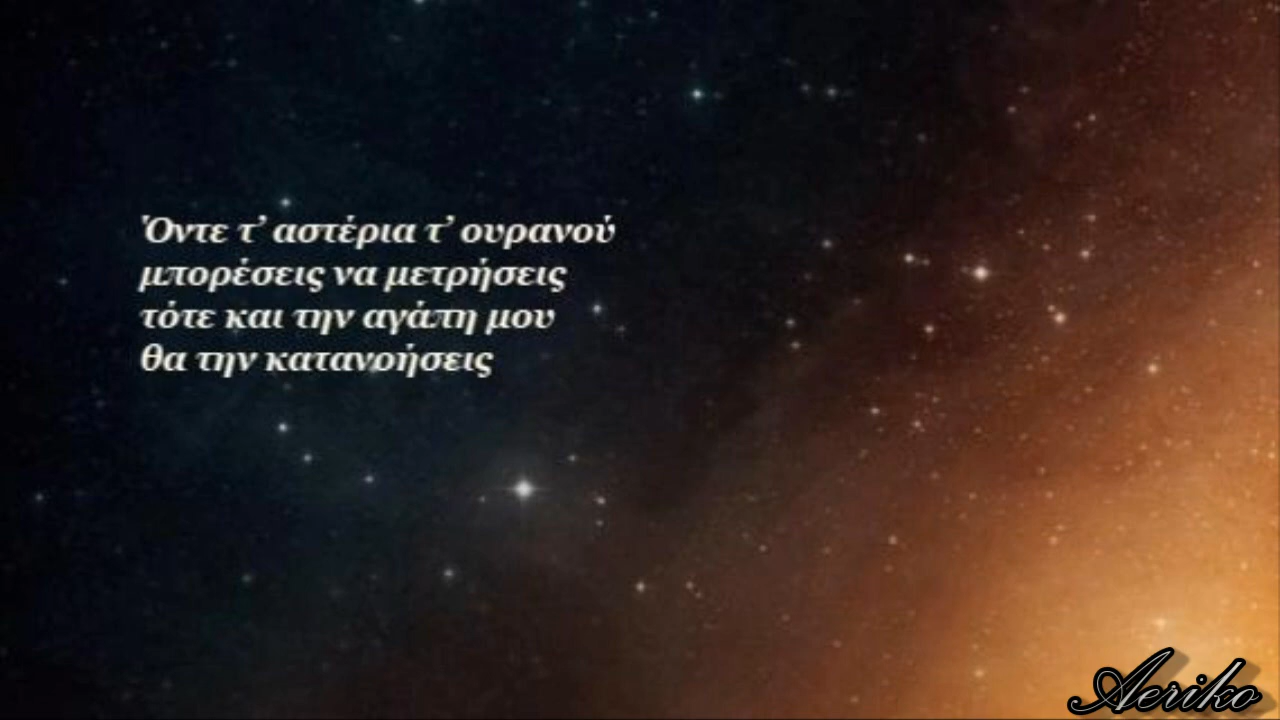 Όντε τ’ αστέρια τ’ ουρανού
μπορέσεις να μετρήσεις
τότε και την αγάπη μου
θα την κατανοήσεις
Aeriko